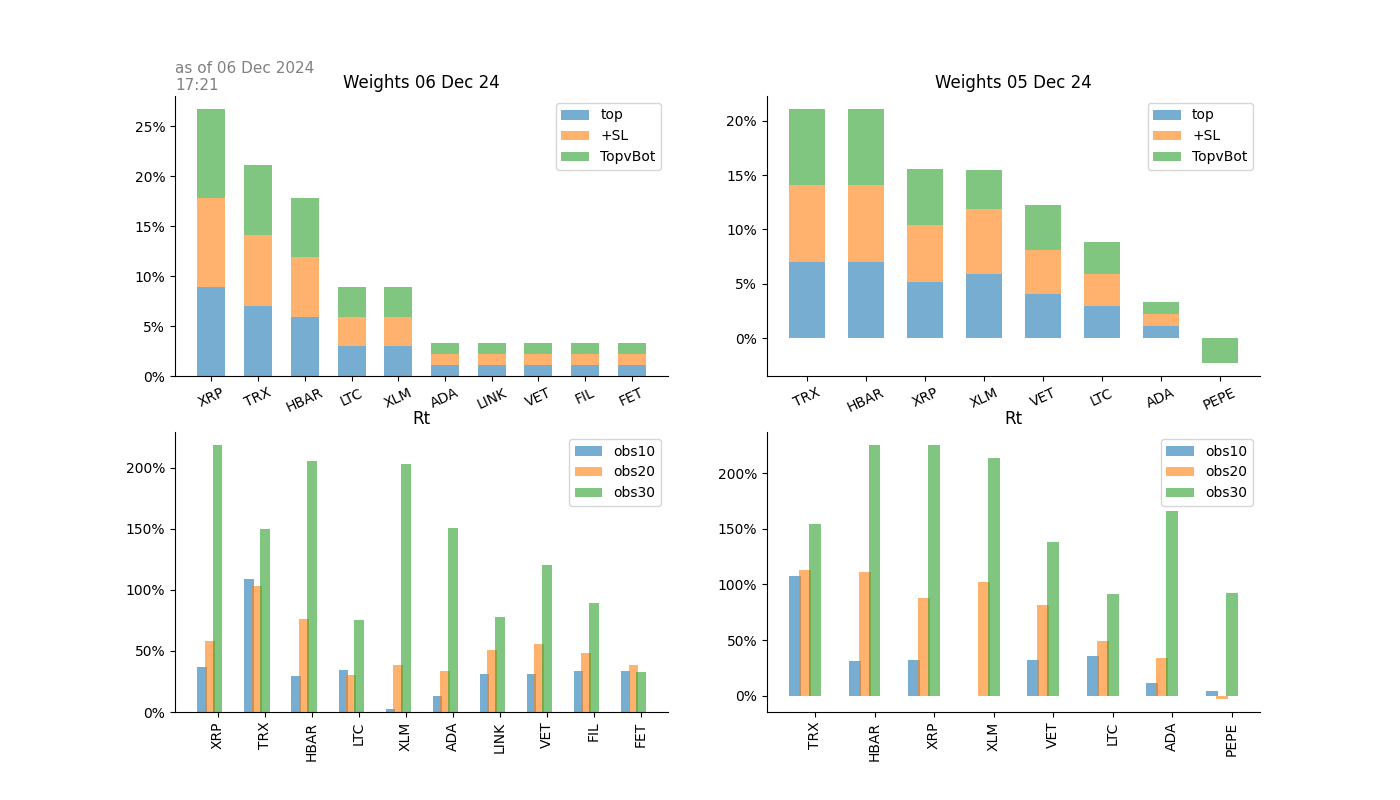 as of 06 Dec 2024
17:21
Weights 06 Dec 24
25%
20%
15%
10%
5%
0%
top
+SL
TopvBot
XRP TRX HBAR LTC XLM ADA LINK VET FIL FET
Weights 05 Dec 24
20%
15%
10%
5%
0%
top
+SL
TopvBot
TRX HBAR XRP XLM VET LTC ADA PEPE
Rt
200%
150%
100%
50%
0%
obs10
obs20
obs30
XRP TRX HBAR LTC XLM ADA LINK VET FIL FET
Rt
200%
150%
100%
50%
0%
obs10
obs20
obs30
TRX HBAR XRP XLM VET LTC ADA PEPE